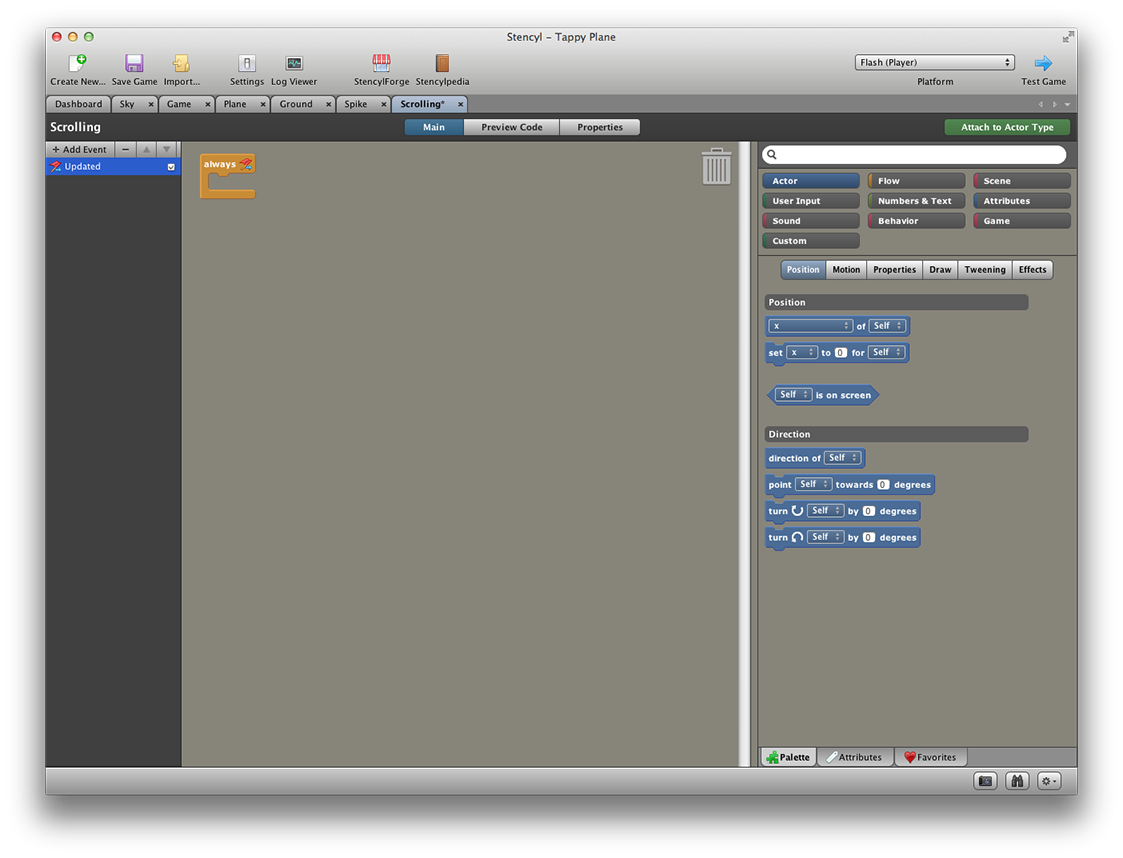 Stencyl – Tappy Plane
Create New... Save Game Import... Settings Log Viewer StencylForge Stencylpedia
Flash (Player)
Platform
Test Game
Dashboard Sky × Game × Plane × Ground × Spike × Scrolling* ×
Scrolling Main Preview Code Properties Attach to Actor Type
+ Add Event −
Updated
always
Actor Flow Scene
User Input Numbers & Text Attributes
Sound Behavior Game
Custom
Position Motion Properties Draw Tweening Effects
Position
x of Self
set x to 0 for Self
Self is on screen
Direction
direction of Self
point Self towards 0 degrees
turn Self by 0 degrees
turn Self by 0 degrees
Palette Attributes Favorites